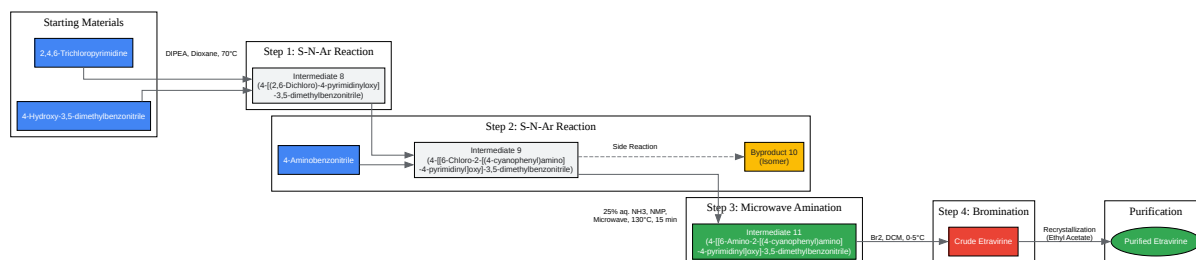 Starting Materials
2,4,6-Trichloropyrimidine
4-Hydroxy-3,5-dimethylbenzonitrile
DIPEA, Dioxane, 70°C
Step 1: S-N-Ar Reaction
Intermediate 8
(4-[(2,6-Dichloro)-4-pyrimidinyloxy]
-3,5-dimethylbenzonitrile)
Step 2: S-N-Ar Reaction
4-Aminobenzonitrile
Intermediate 9
(4-[[6-Chloro-2-[(4-cyanophenyl)amino]
-4-pyrimidinyl]oxy]-3,5-dimethylbenzonitrile)
Side Reaction
Byproduct 10
(Isomer)
25% aq. NH3, NMP,
Microwave, 130°C, 15 min
Step 3: Microwave Amination
Intermediate 11
(4-[[6-Amino-2-[(4-cyanophenyl)amino]
-4-pyrimidinyl]oxy]-3,5-dimethylbenzonitrile)
Br2, DCM, 0-5°C
Step 4: Bromination
Crude Etravirine
Recrystallization
(Ethyl Acetate)
Purification
Purified Etravirine